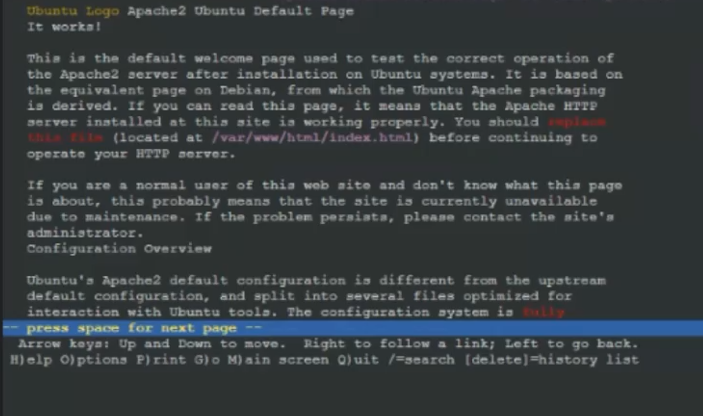 Ubuntu Logo Apache2 Ubuntu Default Page
It works!
This is the default welcome page used to test the correct operation of
the Apache2 server after installation on Ubuntu systems. It is based on
the equivalent page on Debian, from which the Ubuntu Apache packaging
is derived. If you can read this page, it means that the Apache HTTP
server installed at this site is working properly. You should replace
this file (located at /var/www/html/index.html) before continuing to
operate your HTTP server.
If you are a normal user of this web site and don't know what this page
is about, this probably means that the site is currently unavailable
due to maintenance. If the problem persists, please contact the site's
administrator.
Configuration Overview
Ubuntu's Apache2 default configuration is different from the upstream
default configuration, and split into several files optimized for
interaction with Ubuntu tools. The configuration system is fully
-- press space for next page --
Arrow keys: Up and Down to move. Right to follow a link; Left to go back.
H)elp O)ptions P)rint G)o M)ain screen Q)uit /=search [delete]=history list